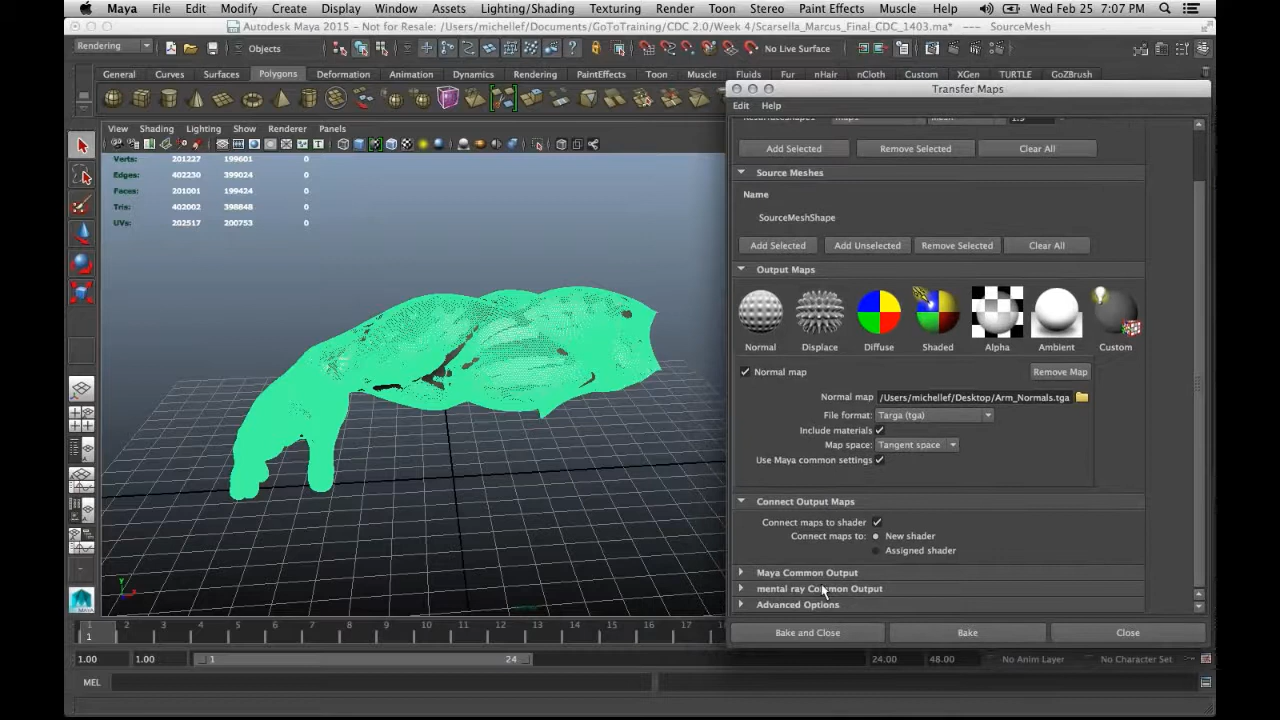 Maya File Edit Modify Create Display Window Assets Lighting/Shading Texturing Render Toon Stereo Paint Effects Muscle Help Wed Feb 25 7:07 PM
Autodesk Maya 2015 - Not for Resale: /Users/michellef/Documents/GoToTraining/CDC 2.0/Week 4/Scarsella_Marcus_Final_CDC_1403.ma* --- SourceMesh
Rendering Objects No Live Surface
General Curves Surfaces Polygons Deformation Animation Dynamics Rendering PaintEffects Toon Muscle Fluids Fur nHair nCloth Custom XGen TURTLE GoZBrush
Transfer Maps
Edit Help
View Shading Lighting Show Renderer Panels
Verts: 201227 199601 0
Edges: 402230 399024 0
Faces: 201001 199424 0
Tris: 402002 398848 0
UVs: 202517 200753 0
Add Selected Remove Selected Clear All
Source Meshes
Name
SourceMeshShape
Add Selected Add Unselected Remove Selected Clear All
Output Maps
Normal Displace Diffuse Shaded Alpha Ambient Custom
Normal map Remove Map
Normal map /Users/michellef/Desktop/Arm_Normals.tga
File format: Targa (tga)
Include materials
Map space: Tangent space
Use Maya common settings
Connect Output Maps
Connect maps to shader
Connect maps to: New shader
Assigned shader
Maya Common Output
mental ray Common Output
Advanced Options
Bake and Close Bake Close
1 2 3 4 5 6 7 8 9 10 11 12 13 14 15 16 17
1
1.00 1.00 1 24 24.00 48.00 No Anim Layer No Character Set
MEL